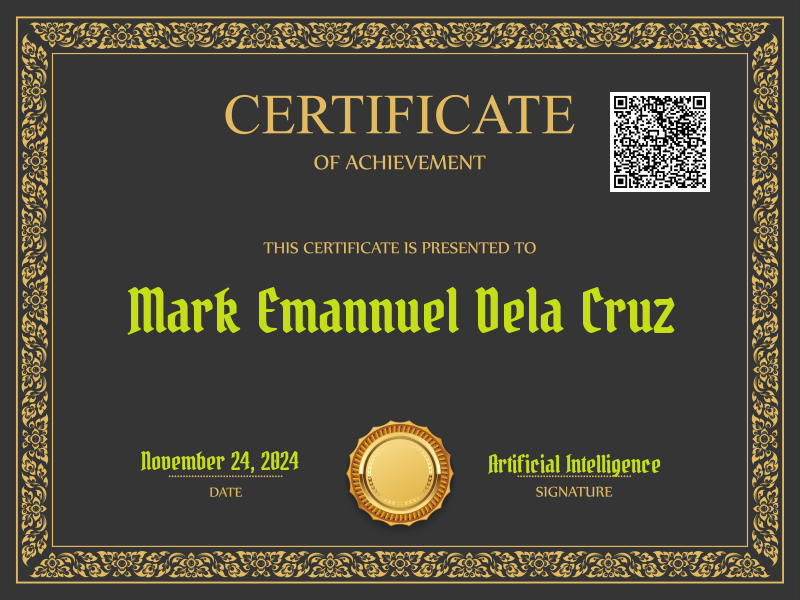 CERTIFICATE
OF ACHIEVEMENT
THIS CERTIFICATE IS PRESENTED TO
Mark Emannuel Dela Cruz
November 24, 2024
DATE
Artificial Intelligence
SIGNATURE